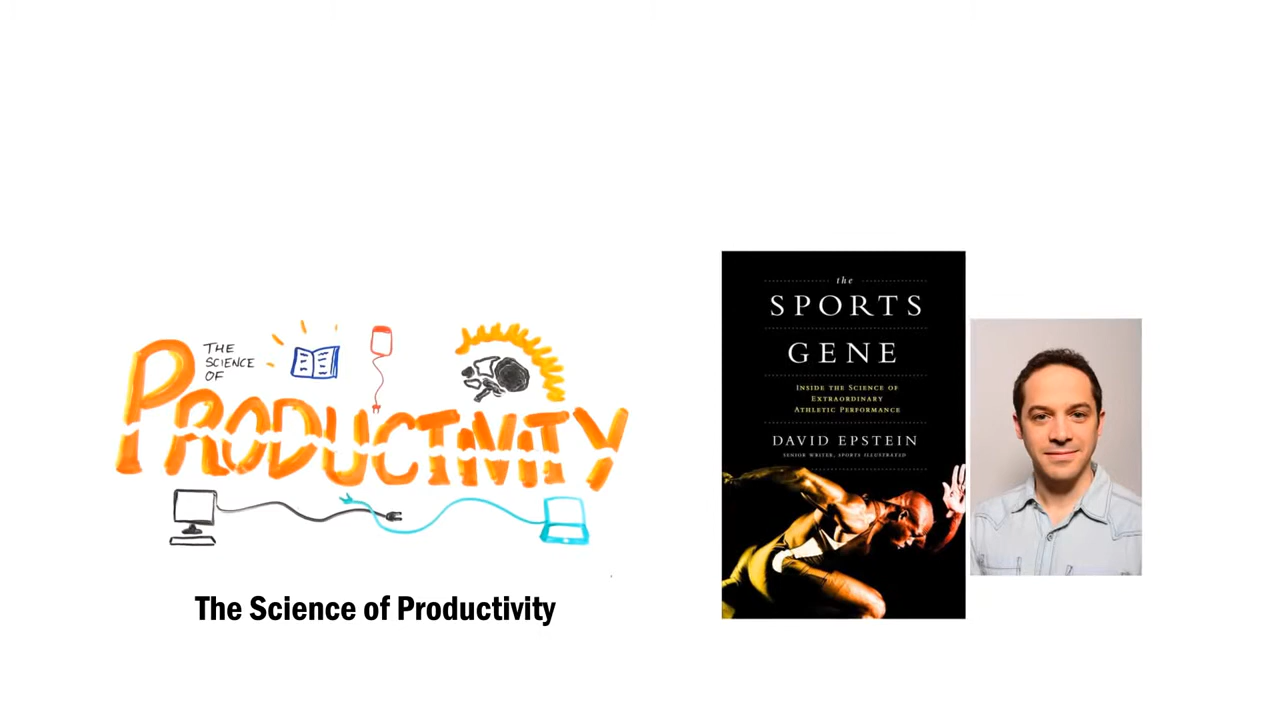 THE
SCIENCE
OF
PRODUCTIVITY
The Science of Productivity
the
SPORTS
GENE
INSIDE THE SCIENCE OF
EXTRAORDINARY
ATHLETIC PERFORMANCE
DAVID EPSTEIN
SENIOR WRITER, SPORTS ILLUSTRATED